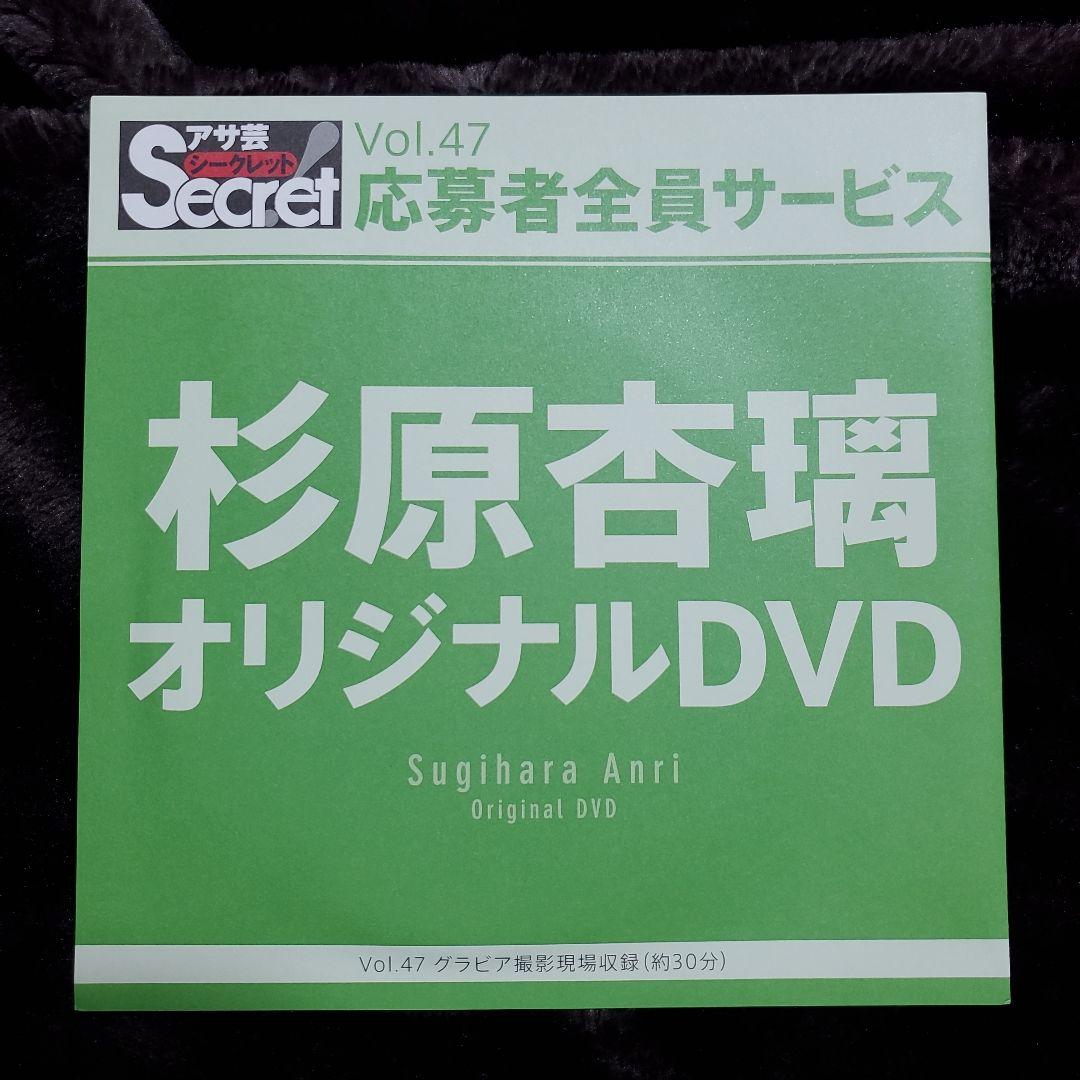 アサ芸
シークレット!
Secret
Vol.47
応募者全員サービス
杉原杏璃
オリジナルDVD
Sugihara Anri
Original DVD
Vol.47 グラビア撮影現場収録(約30分)